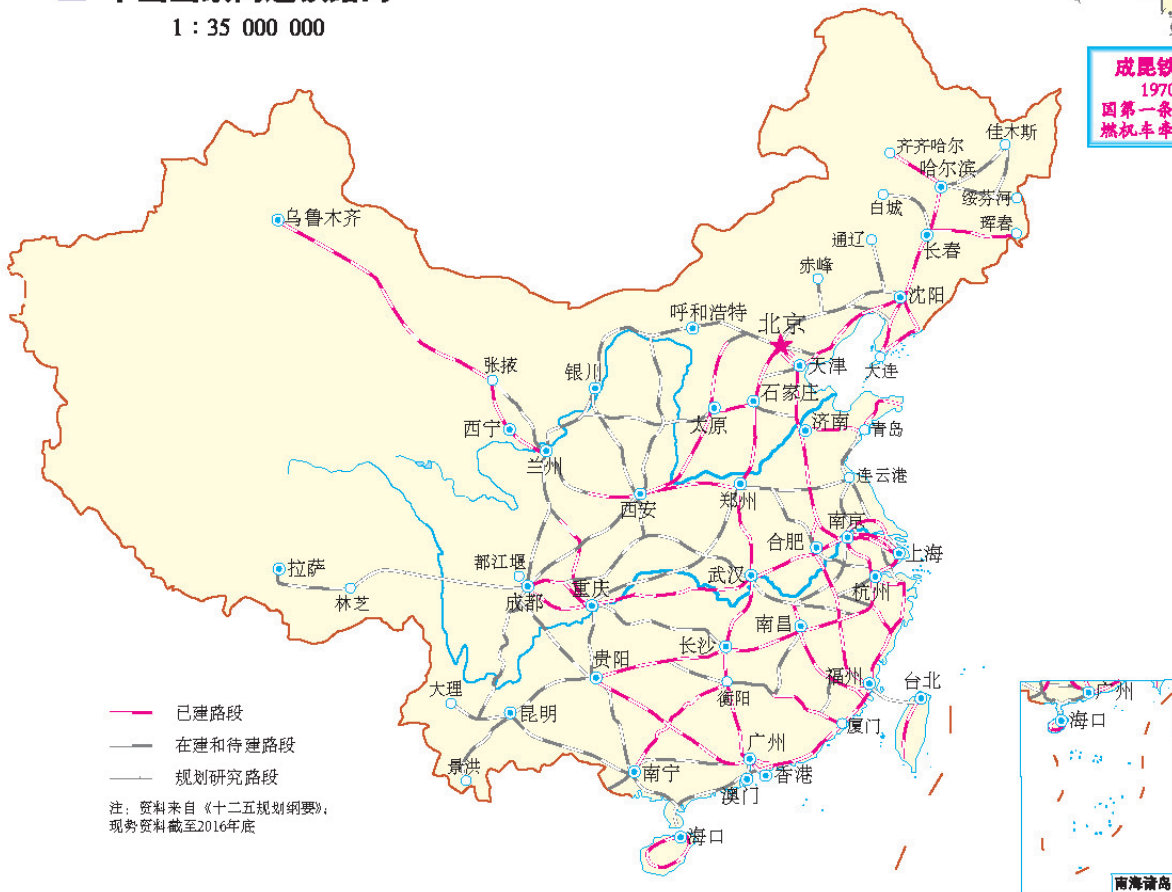 1：35 000 000
成昆铁
1970
国第一条
燃机车牵
佳木斯
齐齐哈尔
哈尔滨
绥芬河
白城
珲春
乌鲁木齐
通辽
长春
赤峰
沈阳
呼和浩特
北京
张掖
银川
天津
大连
石家庄
西宁
太原
济南
青岛
兰州
连云港
西安
郑州
南京
合肥
上海
都江堰
武汉
拉萨
成都
重庆
杭州
林芝
南昌
长沙
贵阳
福州
台北
大理
衡阳
广州
昆明
厦门
海口
已建路段
在建和待建路段
规划研究路段
广州
景洪
南宁
香港
澳门
注：资料来自《十二五规划纲要》；
现势资料截至2016年底
海口
南海诸岛